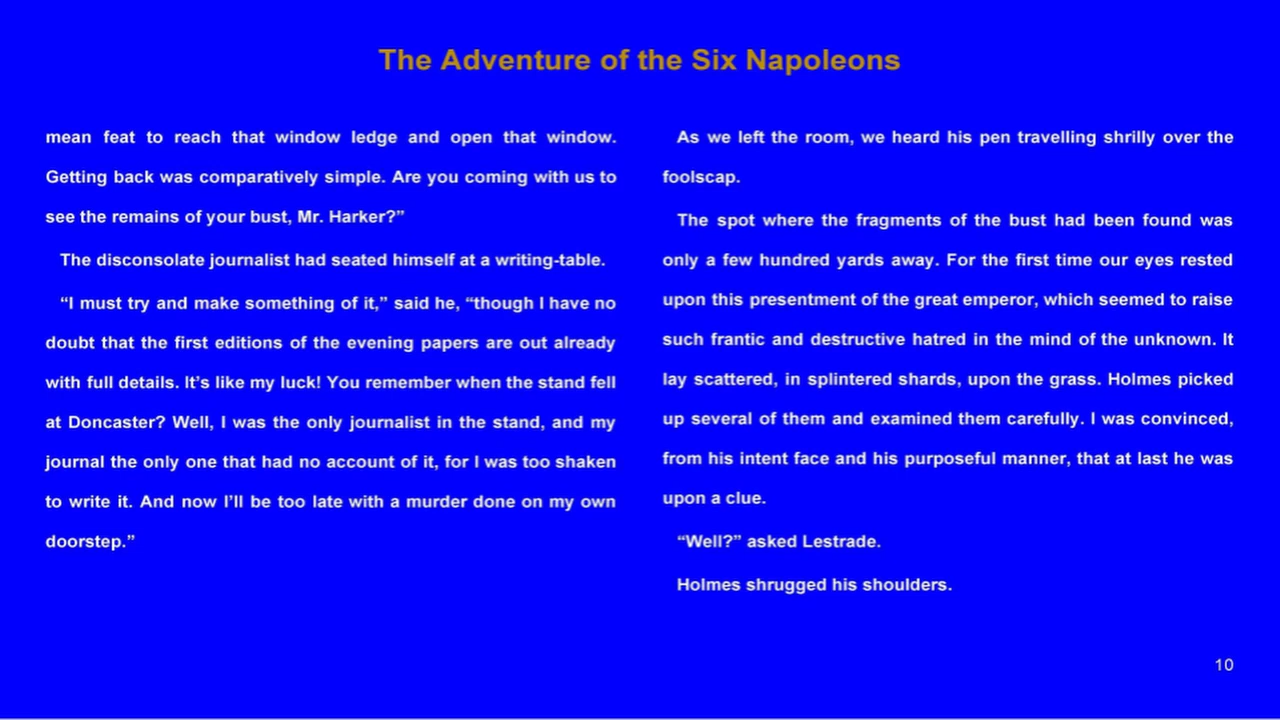 The Adventure of the Six Napoleons
mean feat to reach that window ledge and open that window.
Getting back was comparatively simple. Are you coming with us to
see the remains of your bust, Mr. Harker?”
The disconsolate journalist had seated himself at a writing-table.
“I must try and make something of it,” said he, “though I have no
doubt that the first editions of the evening papers are out already
with full details. It’s like my luck! You remember when the stand fell
at Doncaster? Well, I was the only journalist in the stand, and my
journal the only one that had no account of it, for I was too shaken
to write it. And now I’ll be too late with a murder done on my own
doorstep.”
As we left the room, we heard his pen travelling shrilly over the
foolscap.
The spot where the fragments of the bust had been found was
only a few hundred yards away. For the first time our eyes rested
upon this presentment of the great emperor, which seemed to raise
such frantic and destructive hatred in the mind of the unknown. It
lay scattered, in splintered shards, upon the grass. Holmes picked
up several of them and examined them carefully. I was convinced,
from his intent face and his purposeful manner, that at last he was
upon a clue.
“Well?” asked Lestrade.
Holmes shrugged his shoulders.
10